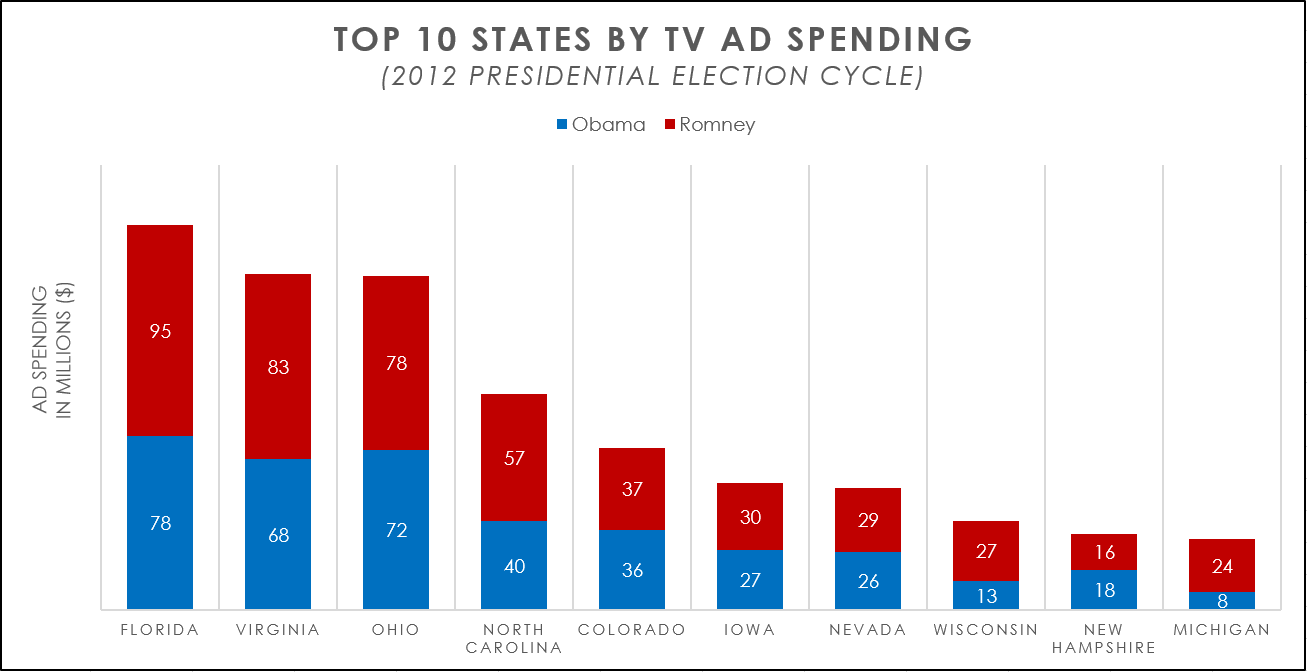 TOP 10 STATES BY TV AD SPENDING
(2012 PRESIDENTIAL ELECTION CYCLE)
Obama Romney
AD SPENDING
IN MILLIONS ($)
95 83 78 57 37 30 29 27 16 24
78 68 72 40 36 27 26 13 18 8
FLORIDA VIRGINIA OHIO NORTH COLORADO IOWA NEVADA WISCONSIN NEW MICHIGAN
CAROLINA HAMPSHIRE